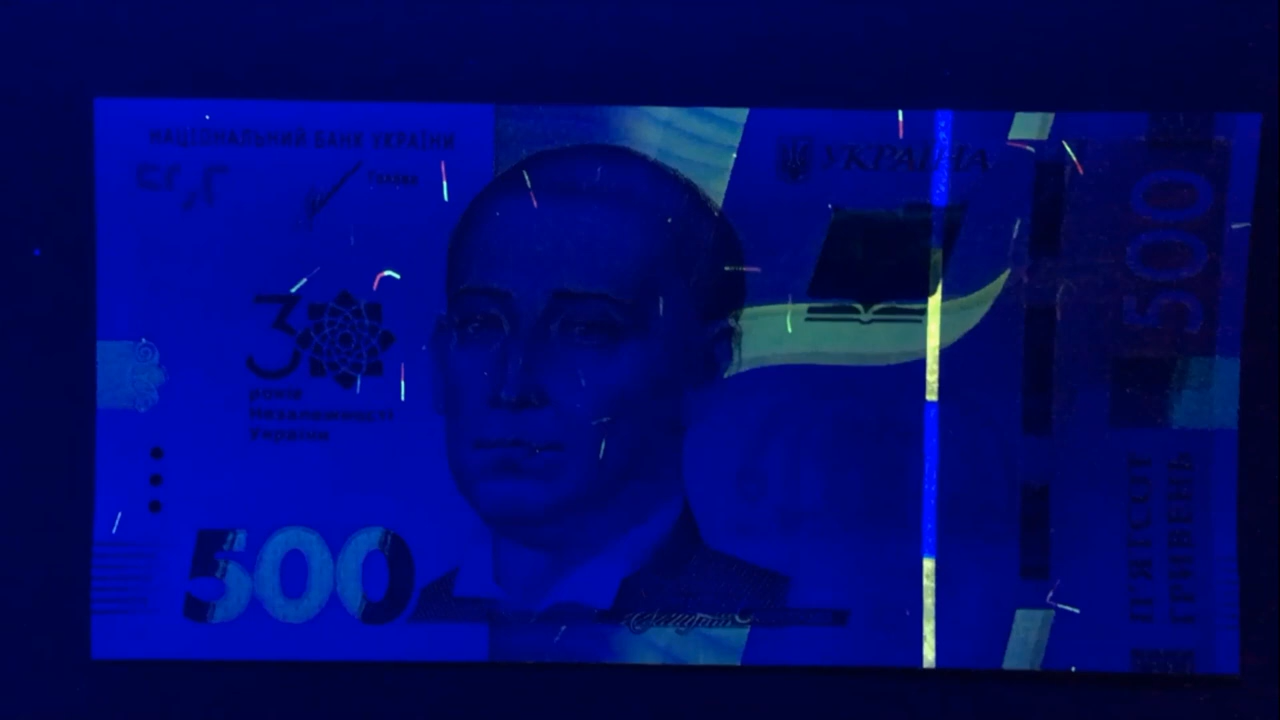 НАЦІОНАЛЬНИЙ БАНК УКРАЇНИ
Голова
УКРАЇНА
30
років
незалежності
України
500
500
П'ЯТСОТ
ГРИВЕНЬ